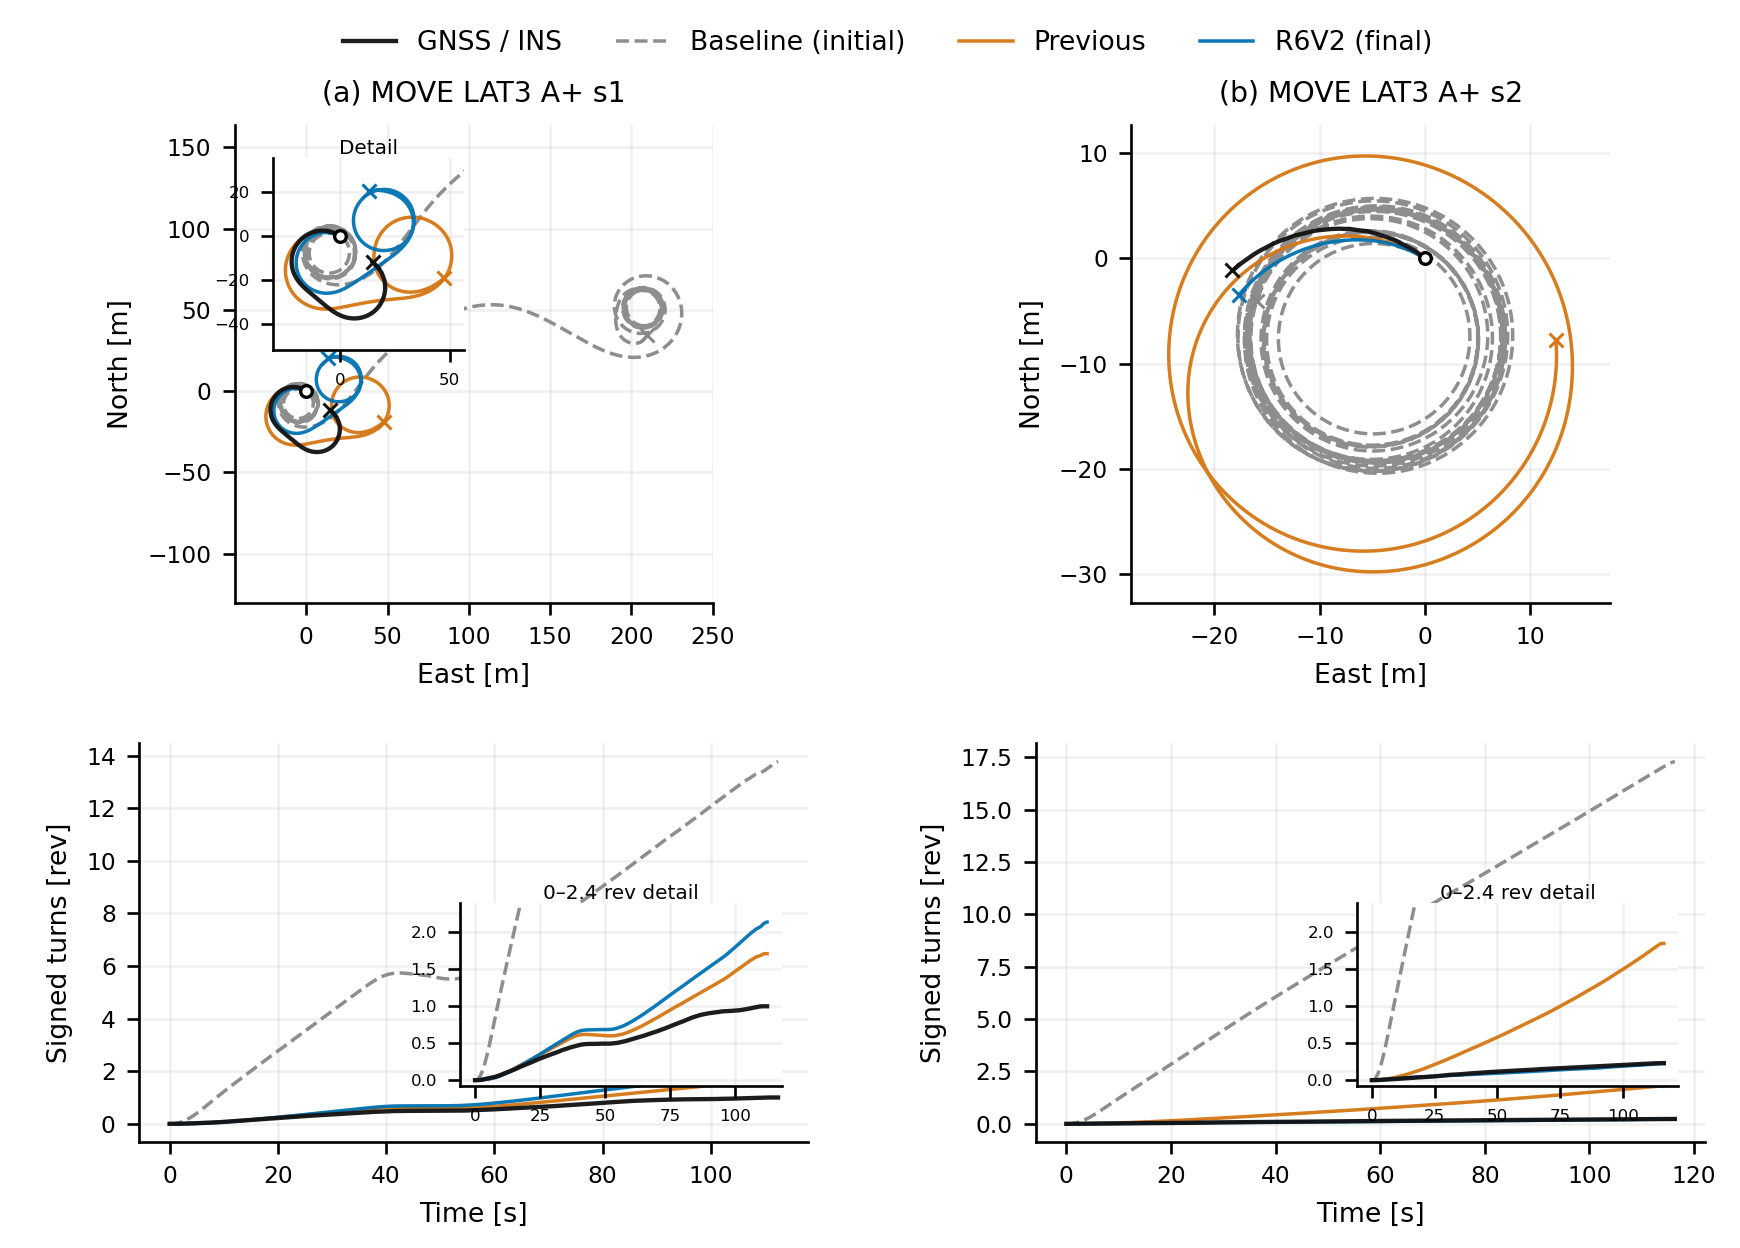 GNSS / INS Baseline (initial) Previous R6V2 (final)
(a) MOVE LAT3 A+ s1
150
100
50
0
−50
−100
North [m]
0 50 100 150 200 250
East [m]
Detail
20
0
−20
−40
0 50
(b) MOVE LAT3 A+ s2
10
0
−10
−20
−30
North [m]
−20 −10 0 10
East [m]
14
12
10
8
6
4
2
0
Signed turns [rev]
0 20 40 60 80 100
Time [s]
0–2.4 rev detail
2.0
1.5
1.0
0.5
0.0
0 25 50 75 100
17.5
15.0
12.5
10.0
7.5
5.0
2.5
0.0
Signed turns [rev]
0 20 40 60 80 100 120
Time [s]
0–2.4 rev detail
2.0
1.5
1.0
0.5
0.0
0 25 50 75 100